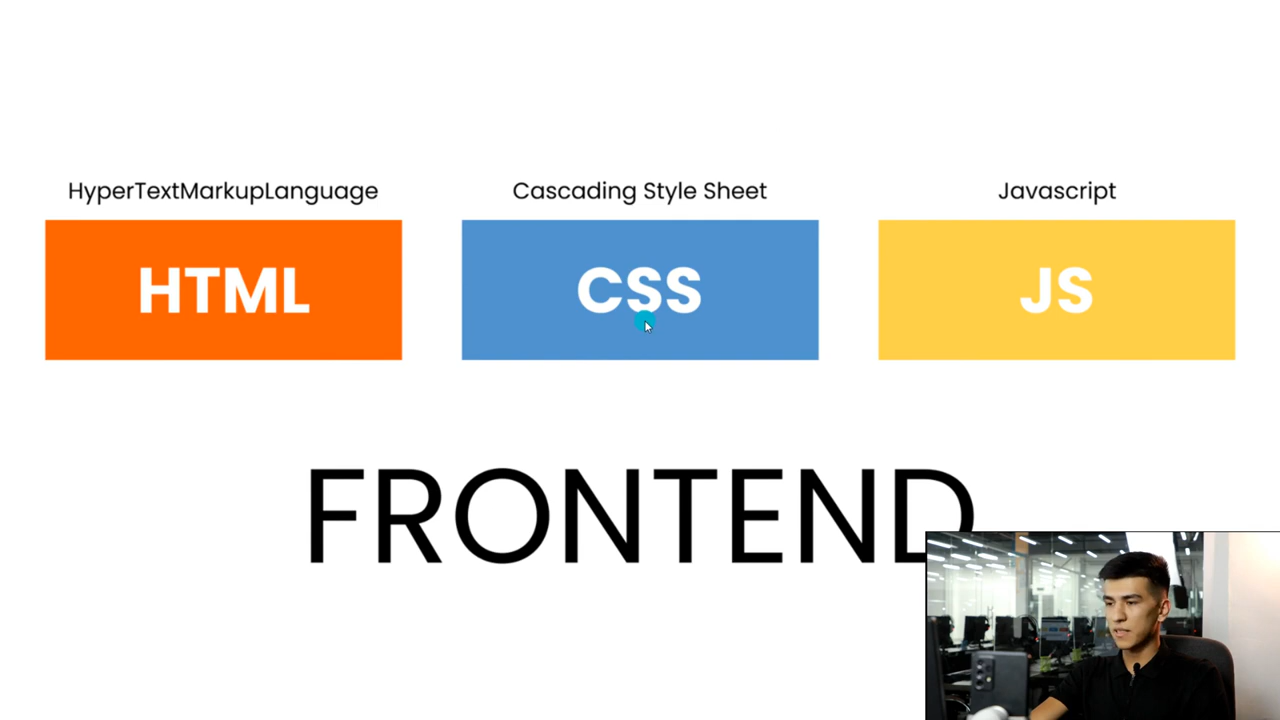 HyperTextMarkupLanguage
Cascading Style Sheet
Javascript
HTML
CSS
JS
FRONTEND